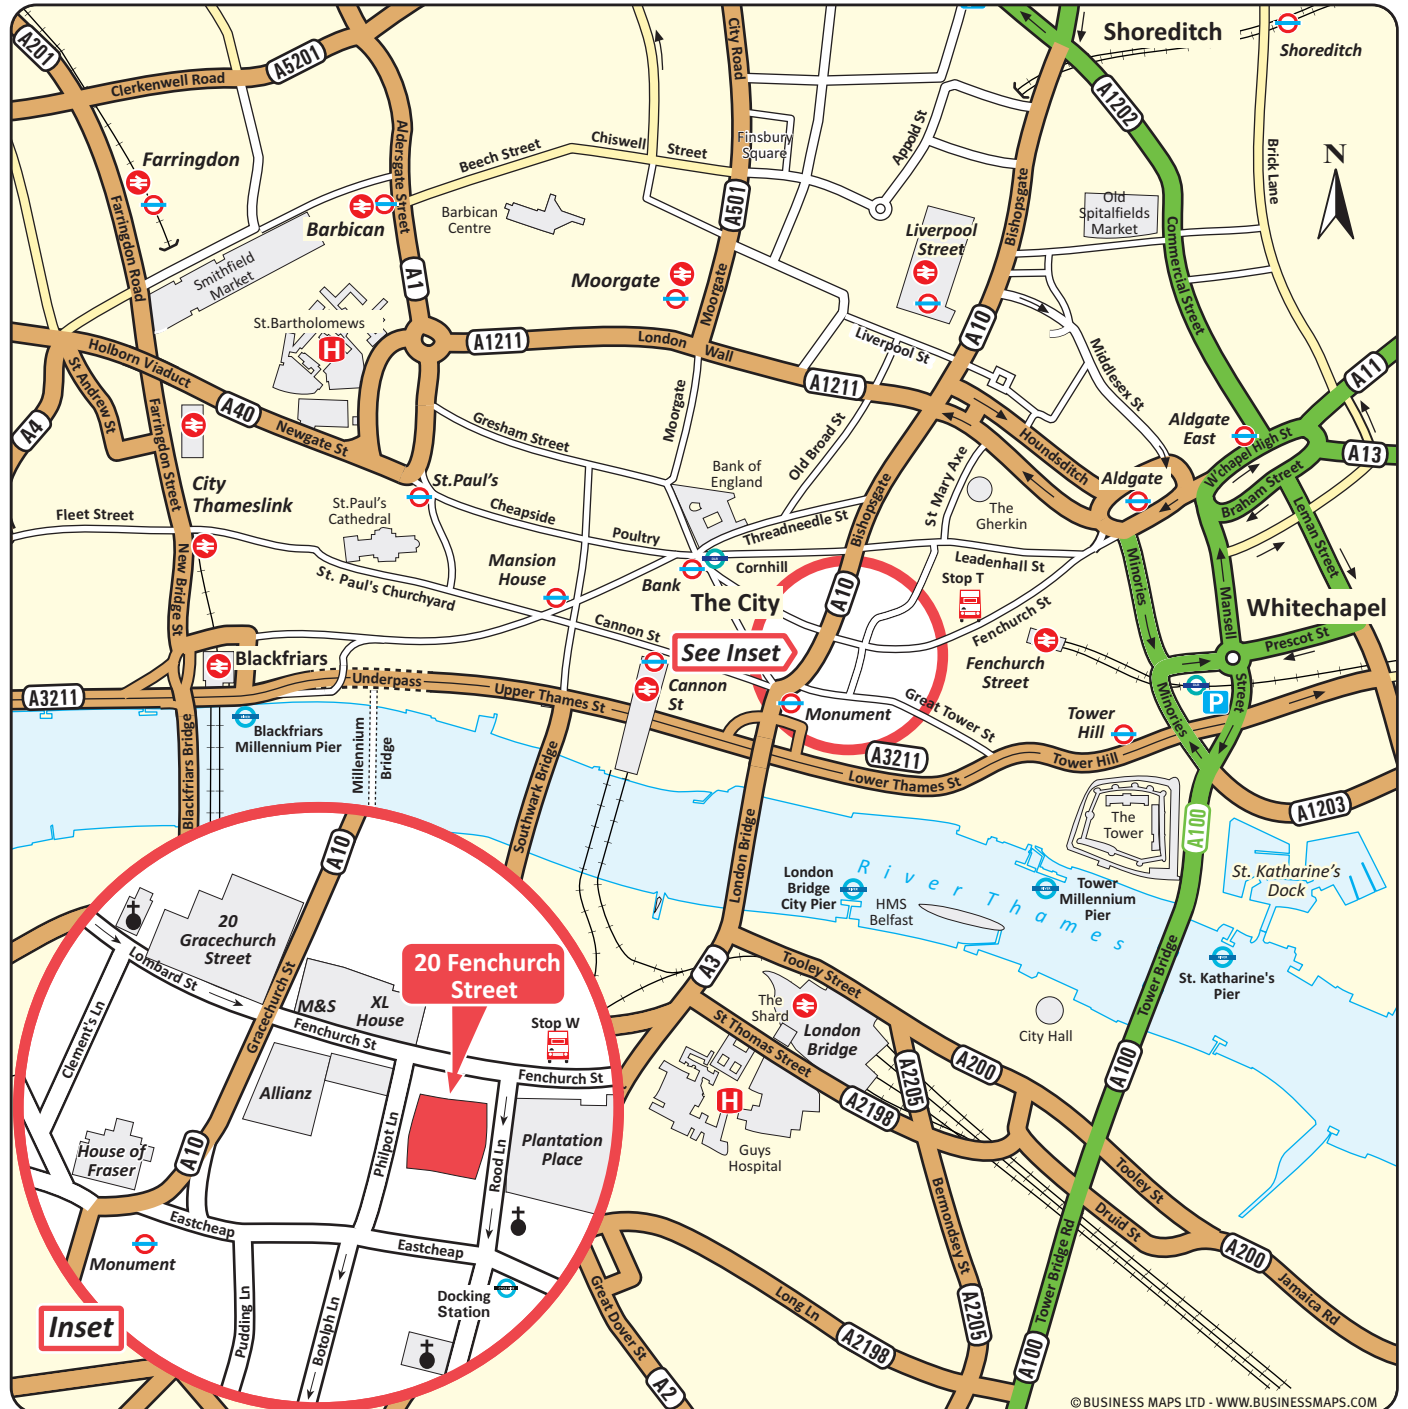 Shoreditch
Shoreditch
A201
A5201
Clerkenwell Road
City Road
A1202
Farringdon
Aldersgate Street
Beech Street
Chiswell
Street
Finsbury
Square
Appold St
Brick Lane
N
Barbican
Barbican
Centre
A501
Bishopsgate
Old
Spitalfields
Market
Commercial Street
Farringdon Road
Smithfield
Market
A1
Moorgate
Moorgate
Liverpool
Street
St.Bartholomews
H
A1211
London
Wall
A10
Liverpool St
A1211
Middlesex St
A11
Holborn Viaduct
St Andrew St
A40
A4
Newgate St
Farringdon Street
Moorgate
Gresham Street
Old Broad St
Aldgate
East
W'chapel High St
A13
Houndsditch
Braham Street
City
Thameslink
St.Paul's
Bank of
England
St Mary Axe
The
Gherkin
Aldgate
Leman Street
Fleet Street
St.Paul's
Cathedral
Cheapside
Poultry
Threadneedle St
Bishopsgate
New Bridge St
Mansion
House
Bank
Cornhill
Leadenhall St
Stop T
Minories
Mansell
Street
St. Paul's Churchyard
The City
A10
Whitechapel
Cannon St
See Inset
Fenchurch St
Fenchurch
Street
Prescot St
Blackfriars
A3211
Underpass
Upper Thames St
Cannon
St
Monument
Great Tower St
Minories
P
Tower
Hill
Blackfriars
Millennium Pier
Blackfriars Bridge
Millennium
Bridge
Southwark Bridge
A3211
Lower Thames St
Tower Hill
A1203
The
Tower
A100
London Bridge
London
Bridge
City Pier
River Thames
HMS
Belfast
Tower
Millennium
Pier
St. Katharine's
Dock
St. Katharine's
Pier
Tower Bridge
A3
Tooley Street
The
Shard
London
Bridge
St Thomas Street
City Hall
A200
A100
A2205
A2198
H
Guys
Hospital
Bermondsey St
Tooley St
Druid St
A200
Jamaica Rd
Tower Bridge Rd
Long Ln
A2198
A2205
A100
Great Dover St
A2
A10
20
Gracechurch
Street
Lombard St
Clement's Ln
Gracechurch St
M&S
XL
House
20 Fenchurch
Street
Stop W
Fenchurch St
Fenchurch St
Allianz
Philpot Ln
Rood Ln
Plantation
Place
House of
Fraser
A10
Eastcheap
Eastcheap
Monument
Pudding Ln
Botolph Ln
Docking
Station
Inset
© BUSINESS MAPS LTD - WWW.BUSINESSMAPS.COM